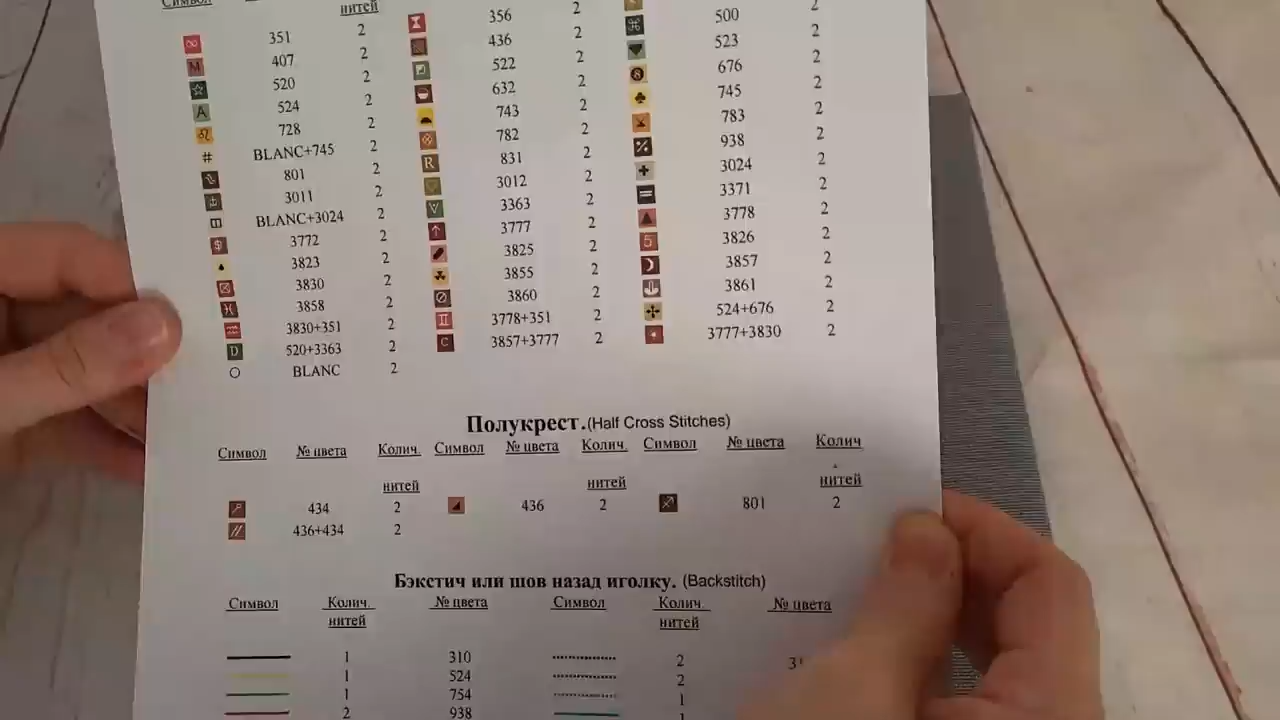 Символ нитей
351 2 356 2 500 2
407 2 436 2 523 2
520 2 522 2 676 2
524 2 632 2 745 2
728 2 743 2 783 2
BLANC+745 2 782 2 938 2
801 2 831 2 3024 2
3011 2 3012 2 3371 2
BLANC+3024 2 3363 2 3778 2
3772 2 3777 2 3826 2
3823 2 3825 2 3857 2
3830 2 3855 2 3861 2
3858 2 3860 2 524+676 2
3830+351 2 3778+351 2 3777+3830 2
520+3363 2 3857+3777 2
BLANC 2
Полукрест.(Half Cross Stitches)
Символ № цвета Колич. Символ № цвета Колич. Символ № цвета Колич
нитей нитей нитей
434 2 436 2 801 2
436+434 2
Бэкстич или шов назад иголку. (Backstitch)
Символ Колич. № цвета Символ Колич. № цвета
нитей нитей
1 310 2
1 524 2
1 754 1
2 938 1